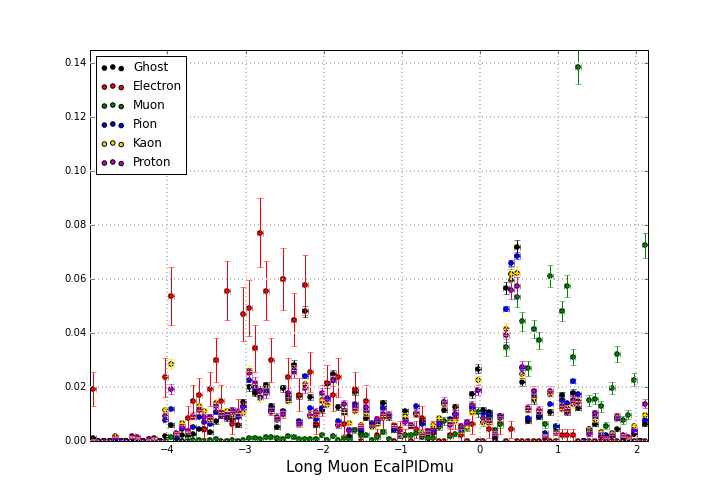 0.14
0.12
0.10
0.08
0.06
0.04
0.02
0.00
Ghost
Electron
Muon
Pion
Kaon
Proton
−4 −3 −2 −1 0 1 2
Long Muon EcalPIDmu